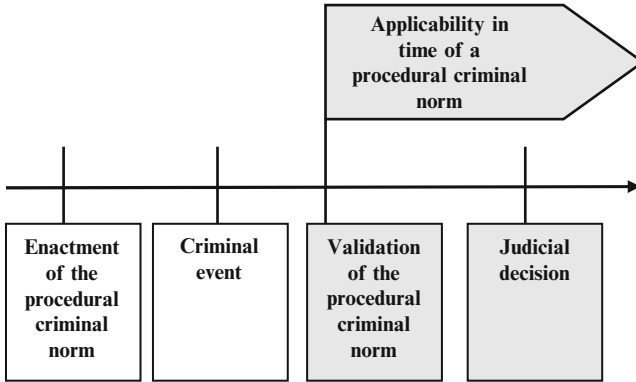 Applicability in
time of a
procedural criminal
norm
Enactment
of the
procedural
criminal
norm
Criminal
event
Validation
of the
procedural
criminal
norm
Judicial
decision